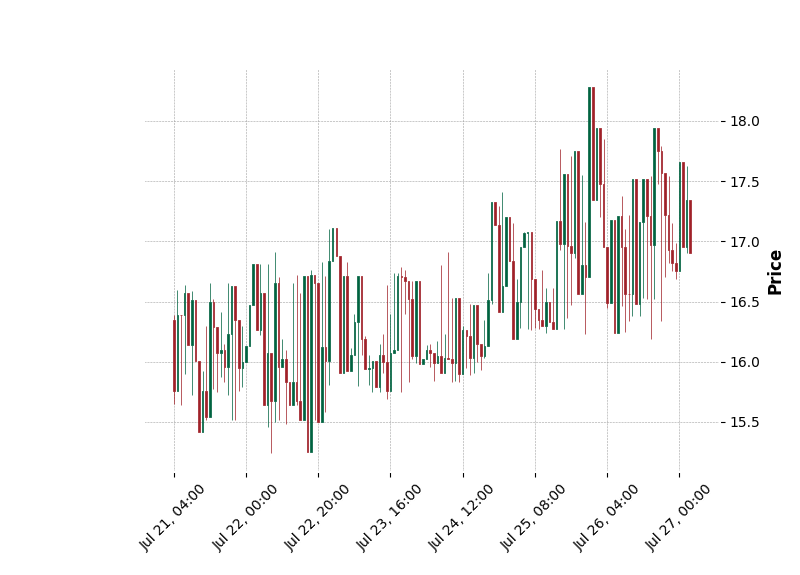 18.0
17.5
17.0
16.5
16.0
15.5
Price
Jul 21, 04:00
Jul 22, 00:00
Jul 22, 20:00
Jul 23, 16:00
Jul 24, 12:00
Jul 25, 08:00
Jul 26, 04:00
Jul 27, 00:00